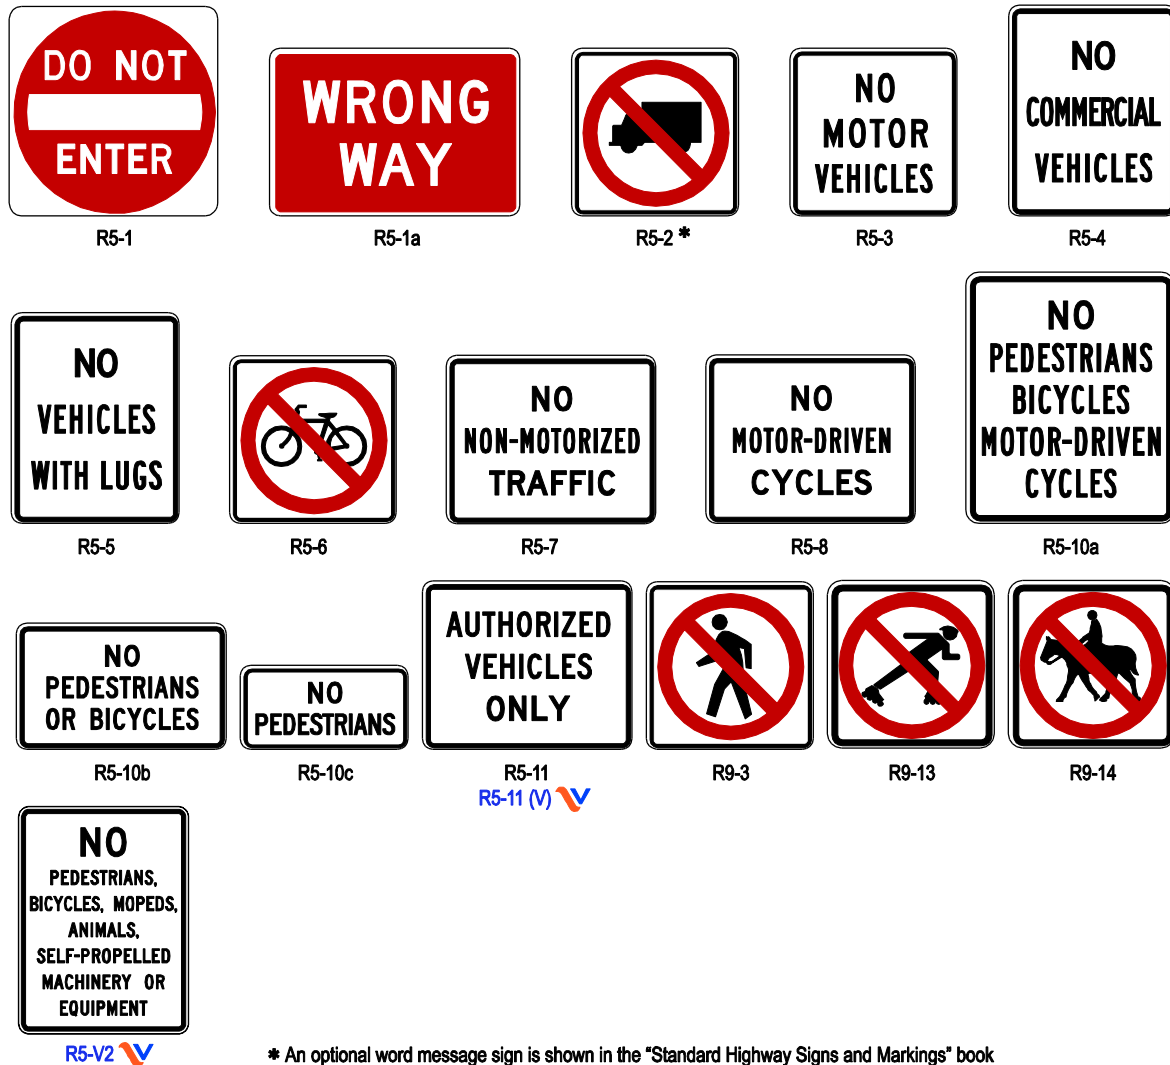 DO NOT
ENTER
R5-1
WRONG
WAY
R5-1a
R5-2 *
NO
MOTOR
VEHICLES
R5-3
NO
COMMERCIAL
VEHICLES
R5-4
NO
VEHICLES
WITH LUGS
R5-5
R5-6
NO
NON-MOTORIZED
TRAFFIC
R5-7
NO
MOTOR-DRIVEN
CYCLES
R5-8
NO
PEDESTRIANS
BICYCLES
MOTOR-DRIVEN
CYCLES
R5-10a
NO
PEDESTRIANS
OR BICYCLES
R5-10b
NO
PEDESTRIANS
R5-10c
AUTHORIZED
VEHICLES
ONLY
R5-11
R5-11 (V)
R9-3
R9-13
R9-14
NO
PEDESTRIANS,
BICYCLES, MOPEDS,
ANIMALS,
SELF-PROPELLED
MACHINERY OR
EQUIPMENT
R5-V2
* An optional word message sign is shown in the “Standard Highway Signs and Markings” book